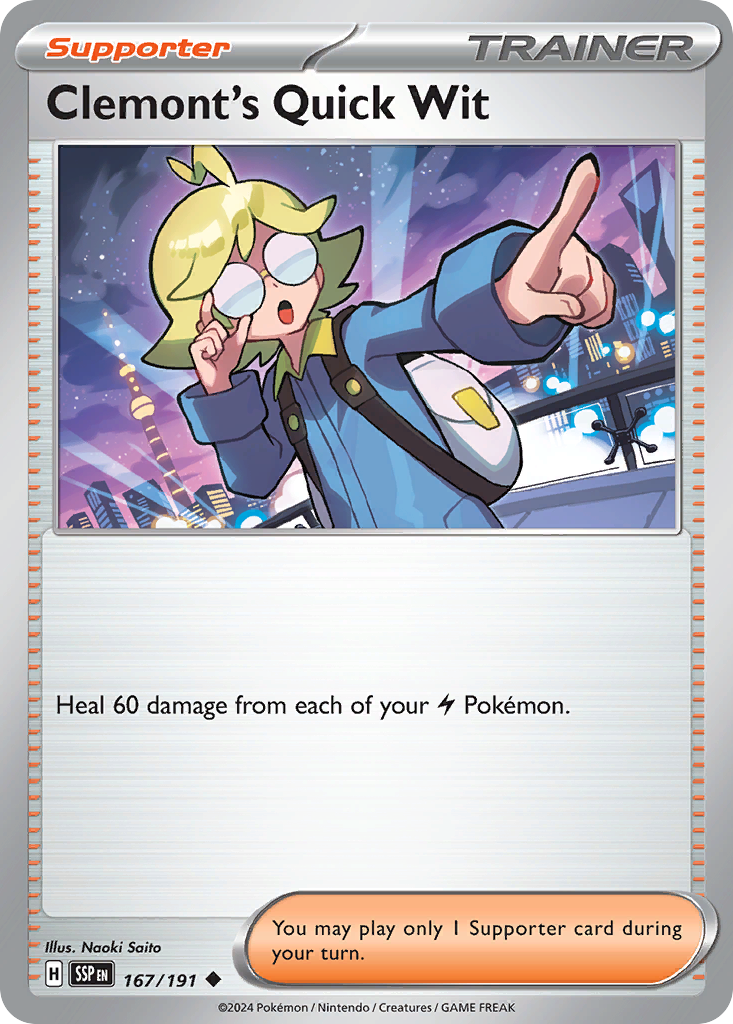 Supporter
TRAINER
Clemont's Quick Wit
Heal 60 damage from each of your Pokémon.
You may play only 1 Supporter card during
your turn.
Illus. Naoki Saito
H SSP EN 167/191
©2024 Pokémon / Nintendo / Creatures / GAME FREAK